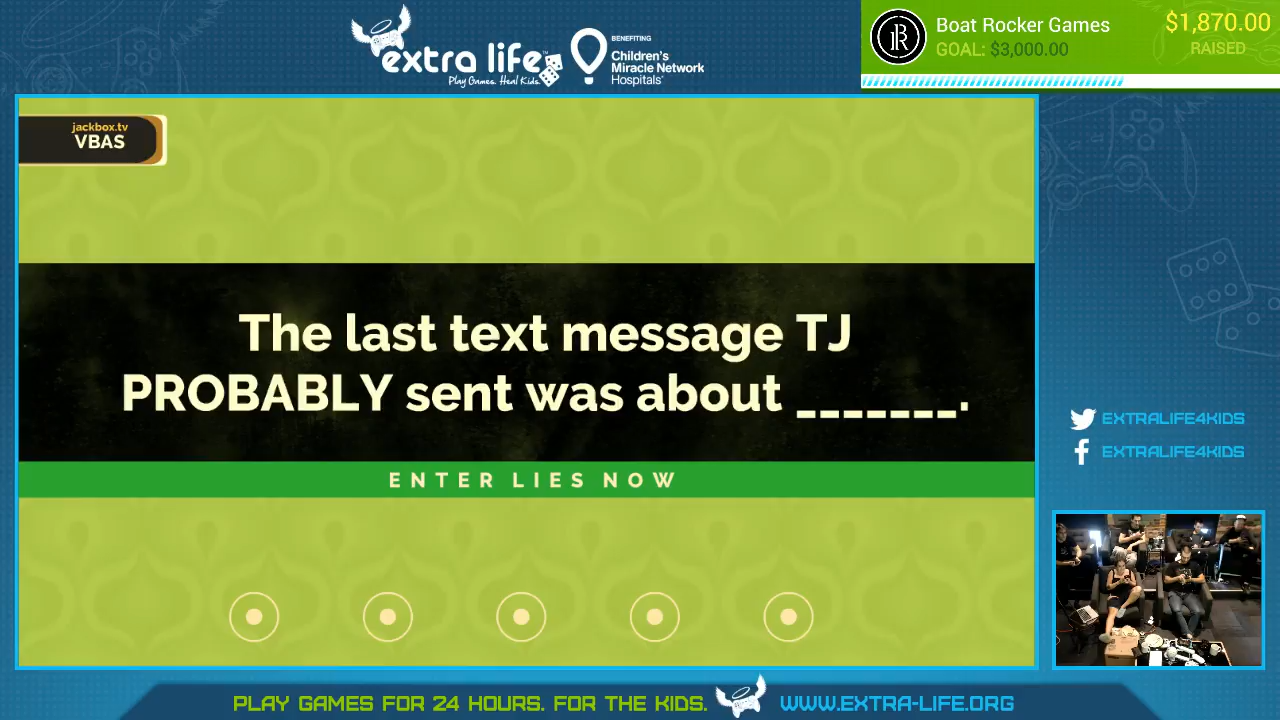 extra life
Play Games. Heal Kids.
BENEFITING
Children's
Miracle Network
Hospitals
Boat Rocker Games
GOAL: $3,000.00
$1,870.00
RAISED
jackbox.tv
VBAS
The last text message TJ
PROBABLY sent was about _______.
ENTER LIES NOW
EXTRALIFE4KIDS
EXTRALIFE4KIDS
PLAY GAMES FOR 24 HOURS. FOR THE KIDS.
WWW.EXTRA-LIFE.ORG